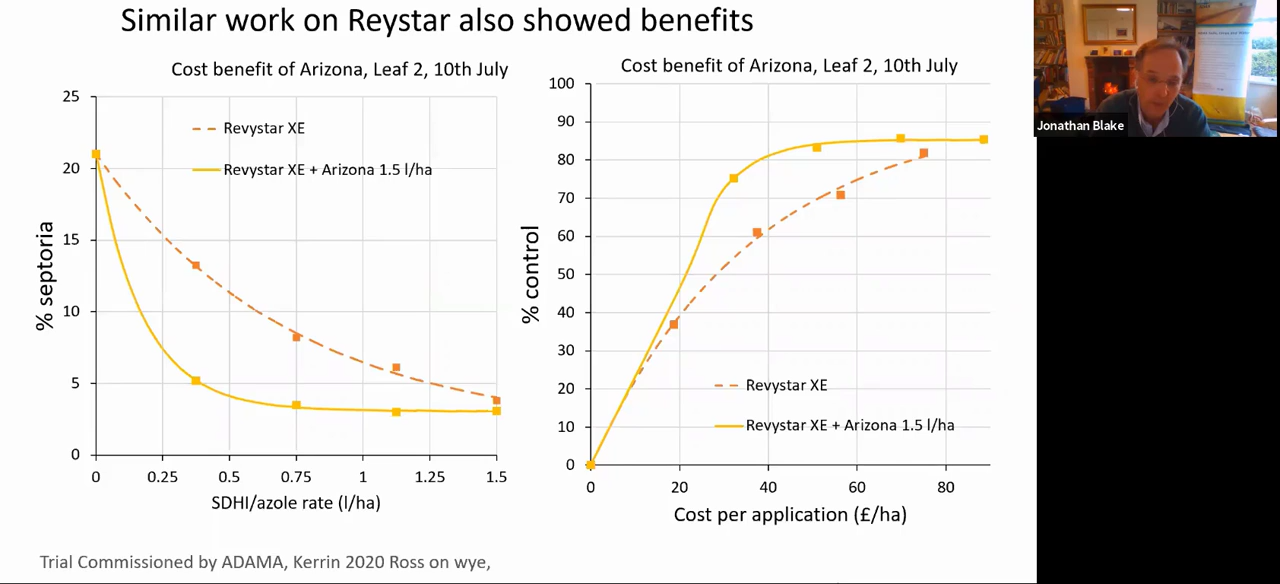 Similar work on Reystar also showed benefits
Cost benefit of Arizona, Leaf 2, 10th July
25
20
15
10
5
0
% septoria
Revystar XE
Revystar XE + Arizona 1.5 l/ha
0 0.25 0.5 0.75 1 1.25 1.5
SDHI/azole rate (l/ha)
Cost benefit of Arizona, Leaf 2, 10th July
100
90
80
70
60
50
40
30
20
10
0
% control
Revystar XE
Revystar XE + Arizona 1.5 l/ha
0 20 40 60 80
Cost per application (£/ha)
Trial Commissioned by ADAMA, Kerrin 2020 Ross on wye,
Jonathan Blake